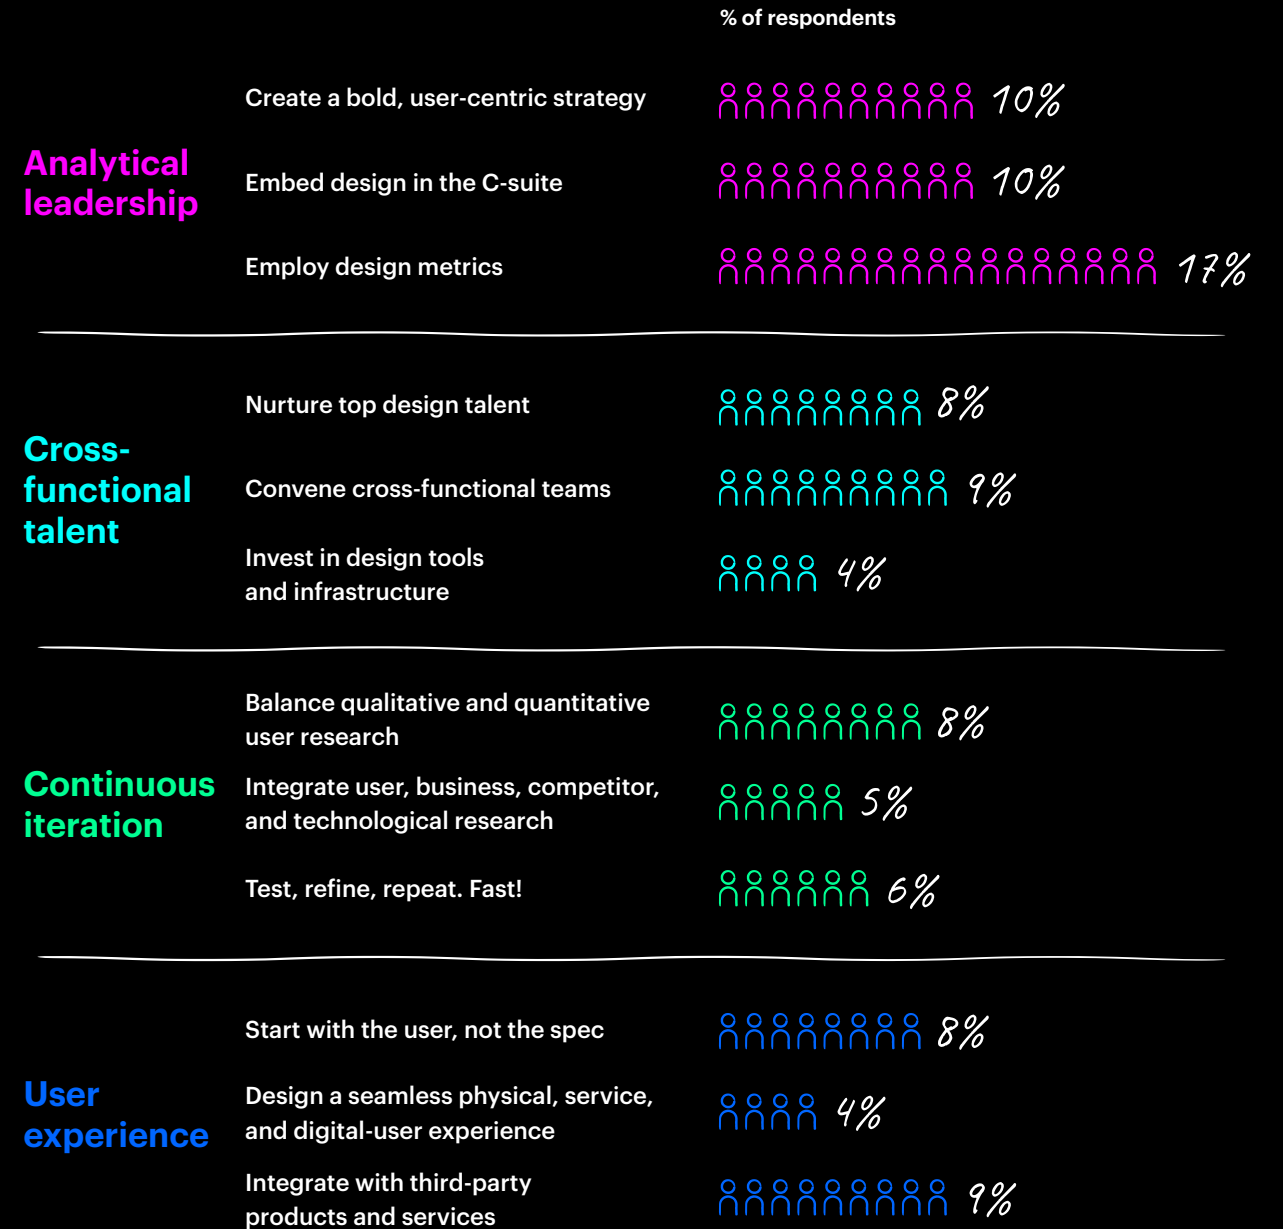 % of respondents
Analytical
leadership
Create a bold, user-centric strategy
10%
Embed design in the C-suite
10%
Employ design metrics
17%
Cross-
functional
talent
Nurture top design talent
8%
Convene cross-functional teams
9%
Invest in design tools
and infrastructure
4%
Continuous
iteration
Balance qualitative and quantitative
user research
8%
Integrate user, business, competitor,
and technological research
5%
Test, refine, repeat. Fast!
6%
User
experience
Start with the user, not the spec
8%
Design a seamless physical, service,
and digital-user experience
4%
Integrate with third-party
products and services
9%